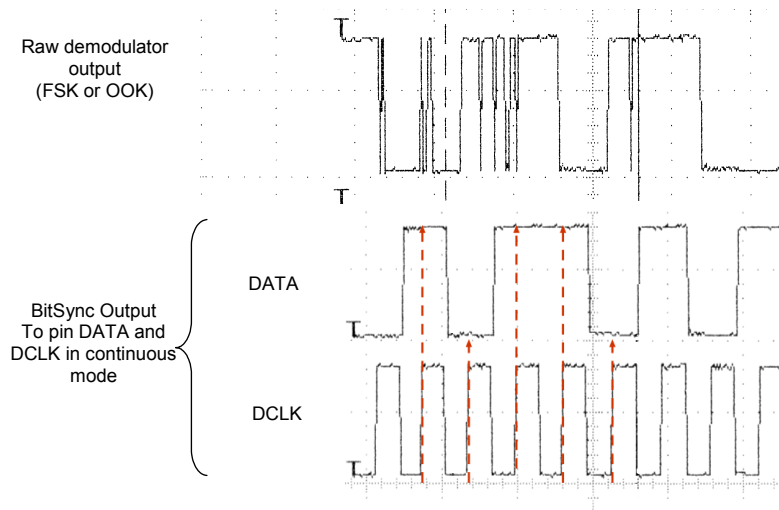 Raw demodulator
output
(FSK or OOK)
DATA
BitSync Output
To pin DATA and
DCLK in continuous
mode
DCLK